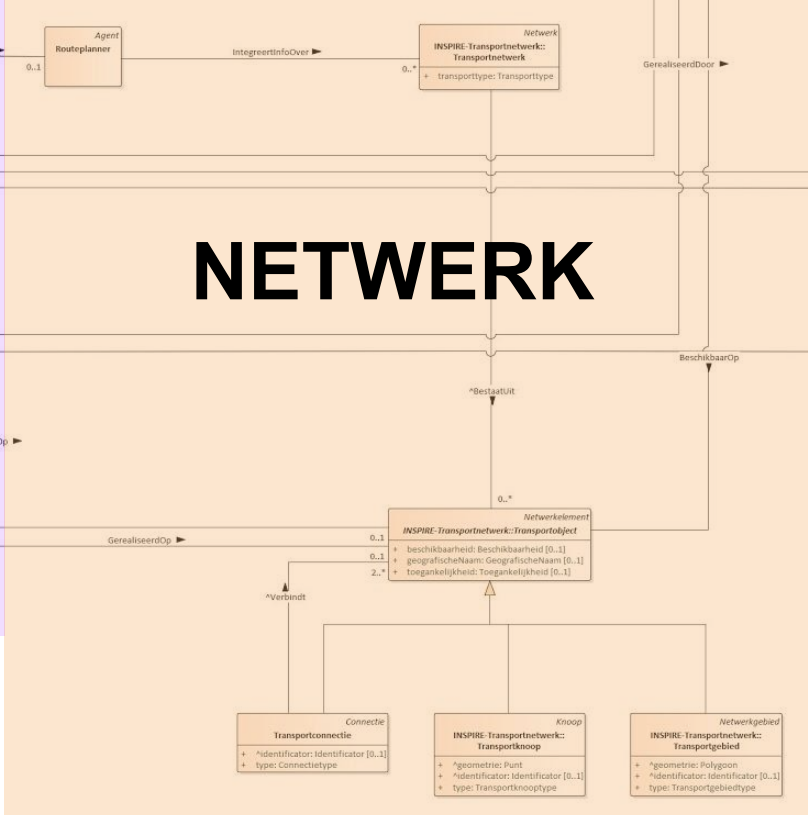 Agent
Routeplanner
0..1
IntegreertInfoOver
0..*
Netwerk
INSPIRE-Transportnetwerk::
Transportnetwerk
+ transporttype: Transporttype
GerealiseerdDoor
NETWERK
BeschikbaarOp
^BestaatUit
Op
0..*
Netwerkelement
INSPIRE-Transportnetwerk::Transportobject
+ beschikbaarheid: Beschikbaarheid [0..1]
+ geografischeNaam: GeografischeNaam [0..1]
+ toegankelijkheid: Toegankelijkheid [0..1]
GerealiseerdOp
0..1
0..1
2..*
^Verbindt
Connectie
Transportconnectie
+ ^identificator: Identificator [0..1]
+ type: Connectietype
Knoop
INSPIRE-Transportnetwerk::
Transportknoop
+ ^geometrie: Punt
+ ^identificator: Identificator [0..1]
+ type: Transportknooptype
Netwerkgebied
INSPIRE-Transportnetwerk::
Transportgebied
+ ^geometrie: Polygoon
+ ^identificator: Identificator [0..1]
+ type: Transportgebiedtype